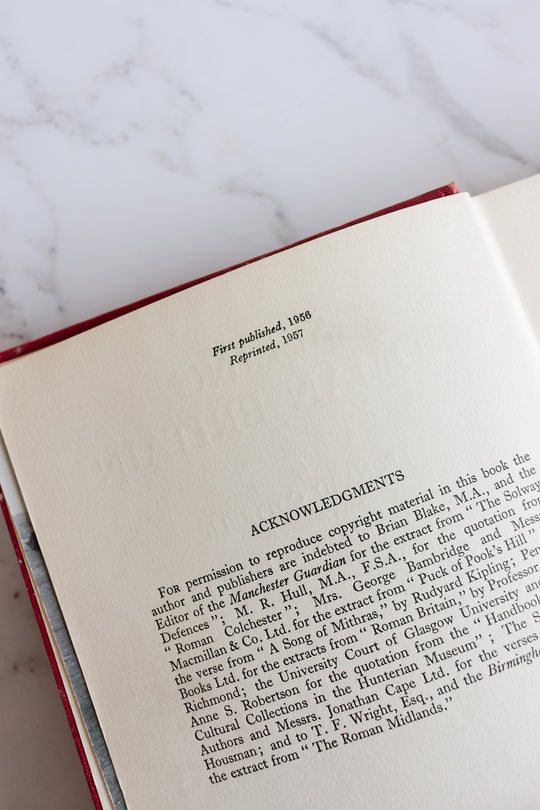 First published, 1956
Reprinted, 1957
ACKNOWLEDGMENTS
For permission to reproduce copyright material in this book the
author and publishers are indebted to Brian Blake, M.A., and the
Editor of the Manchester Guardian for the extract from "The Solway
Defences"; M. R. Hull, M.A., F.S.A., for the quotation from
"Roman Colchester"; Mrs. George Bambridge and Mess
Macmillan & Co. Ltd. for the extract from "Puck of Pook's Hill"
the verse from "A Song of Mithras," by Rudyard Kipling; Pen
Books Ltd. for the extracts from "Roman Britain," by Professor
Richmond; the University Court of Glasgow University and
Anne S. Robertson for the quotation from the "Handbook
Cultural Collections in the Hunterian Museum"; The S
Authors and Messrs. Jonathan Cape Ltd. for the verses
Housman; and to T. F. Wright, Esq., and the Birmingh
the extract from "The Roman Midlands."